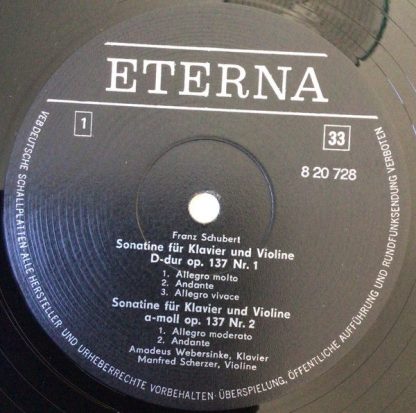 ETERNA
1
33
8 20 728
Franz Schubert
Sonatine für Klavier und Violine
D-dur op. 137 Nr. 1
1. Allegro molto
2. Andante
3. Allegro vivace
Sonatine für Klavier und Violine
a-moll op. 137 Nr. 2
1. Allegro moderato
2. Andante
Amadeus Webersinke, Klavier
Manfred Scherzer, Violine
VEB DEUTSCHE SCHALLPLATTEN · ALLE HERSTELLER- UND URHEBERRECHTE VORBEHALTEN · ÜBERSPIELUNG, ÖFFENTLICHE AUFFÜHRUNG UND RUNDFUNKSENDUNG VERBOTEN